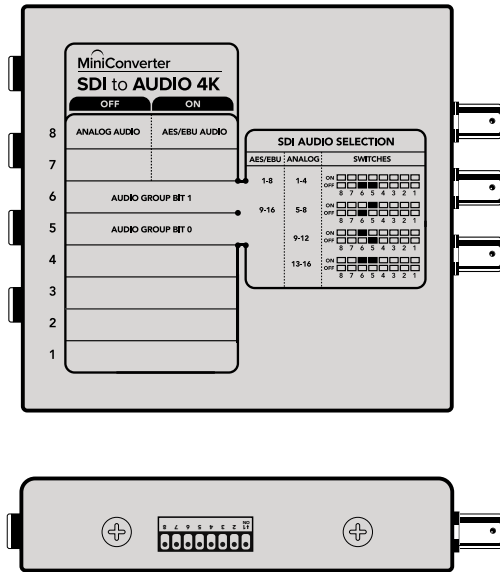 MiniConverter
SDI to AUDIO 4K
OFF ON
8 ANALOG AUDIO AES/EBU AUDIO
7
6 AUDIO GROUP BIT 1
5 AUDIO GROUP BIT 0
4
3
2
1
SDI AUDIO SELECTION
AES/EBU ANALOG SWITCHES
1-8 1-4 ON
OFF
8 7 6 5 4 3 2 1
9-16 5-8 ON
OFF
8 7 6 5 4 3 2 1
9-12 ON
OFF
8 7 6 5 4 3 2 1
13-16 ON
OFF
8 7 6 5 4 3 2 1
ON
1 2 3 4 5 6 7 8